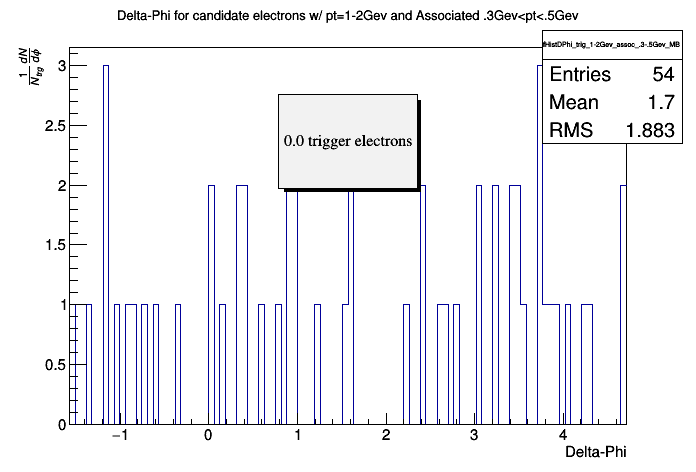 Delta-Phi for candidate electrons w/ pt=1-2Gev and Associated .3Gev<pt<.5Gev
fHistDPhi_trig_1-2Gev_assoc_.3-.5Gev_MB
Entries 54
Mean 1.7
RMS 1.883
1 dN
N_trg dϕ
0.0 trigger electrons
3
2.5
2
1.5
1
0.5
0
−1 0 1 2 3 4
Delta-Phi